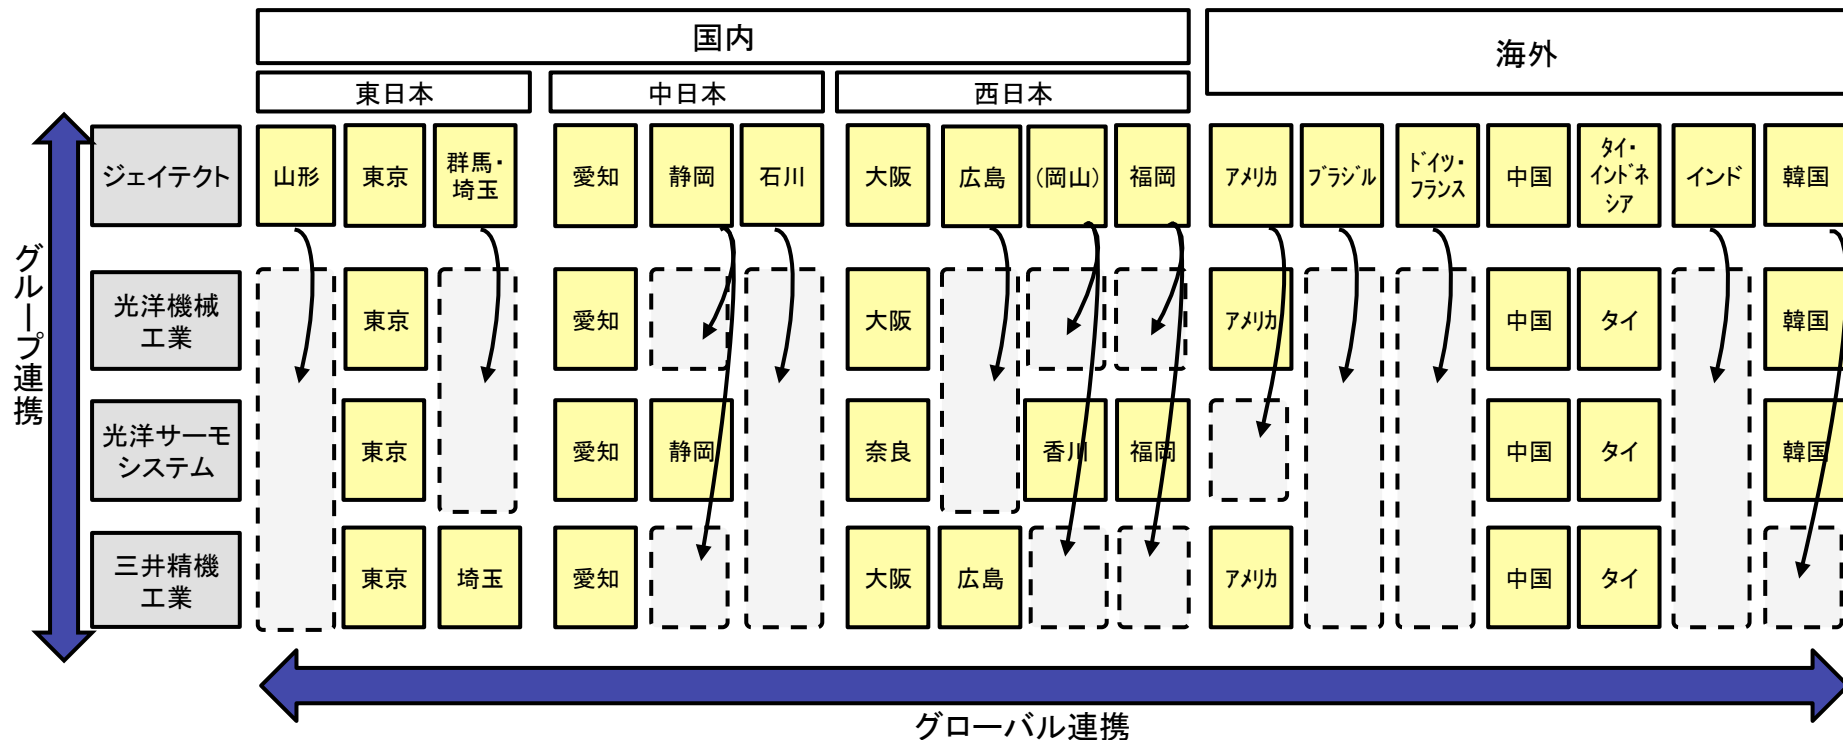 国内
海外
東日本
中日本
西日本
グループ連携
ジェイテクト
山形
東京
群馬・
埼玉
愛知
静岡
石川
大阪
広島
(岡山)
福岡
アメリカ
ブラジル
ドイツ・
フランス
中国
タイ・
インドネ
シア
インド
韓国
光洋機械
工業
東京
愛知
大阪
アメリカ
中国
タイ
韓国
光洋サーモ
システム
東京
愛知
静岡
奈良
香川
福岡
中国
タイ
韓国
三井精機
工業
東京
埼玉
愛知
大阪
広島
アメリカ
中国
タイ
グローバル連携